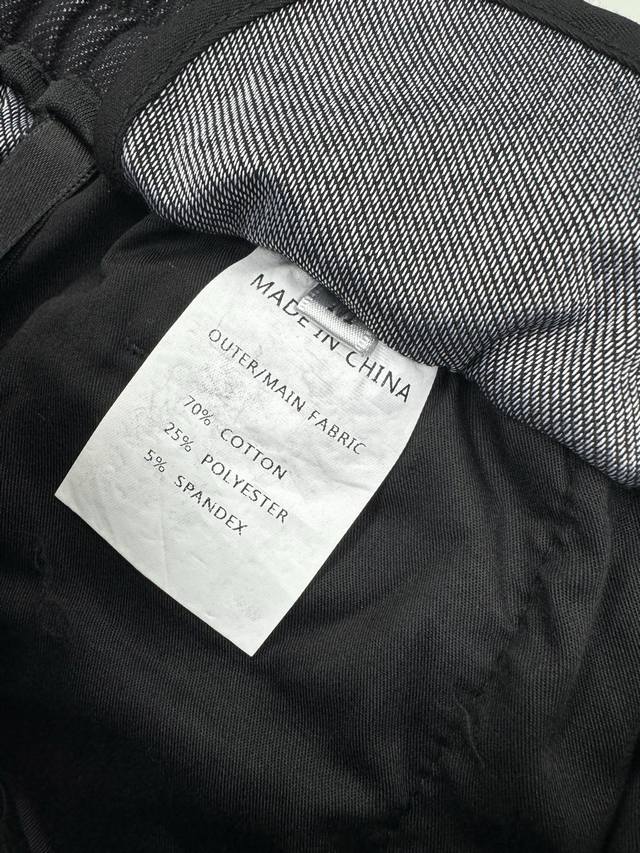 MADE IN CHINA
OUTER/MAIN FABRIC
70% COTTON
25% POLYESTER
5% SPANDEX